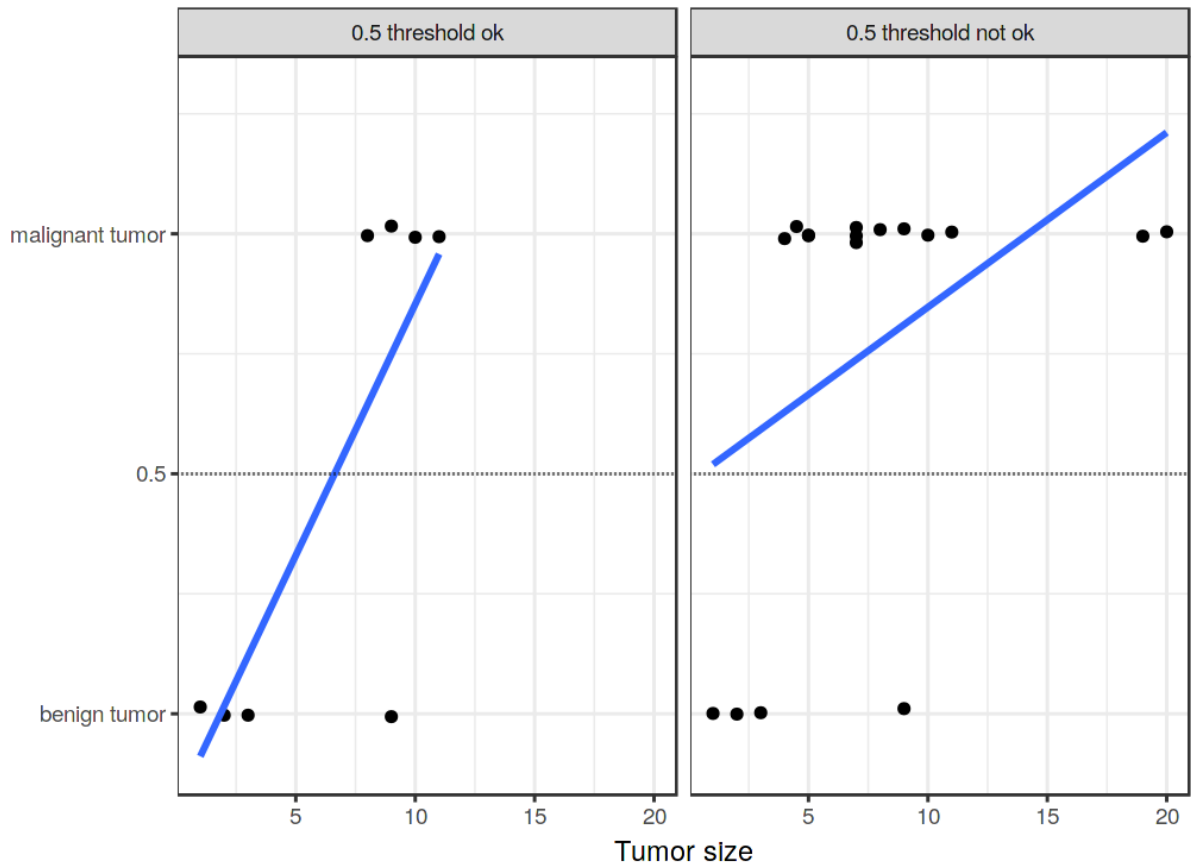 0.5 threshold ok
0.5 threshold not ok
malignant tumor
0.5
benign tumor
5 10 15 20
5 10 15 20
Tumor size